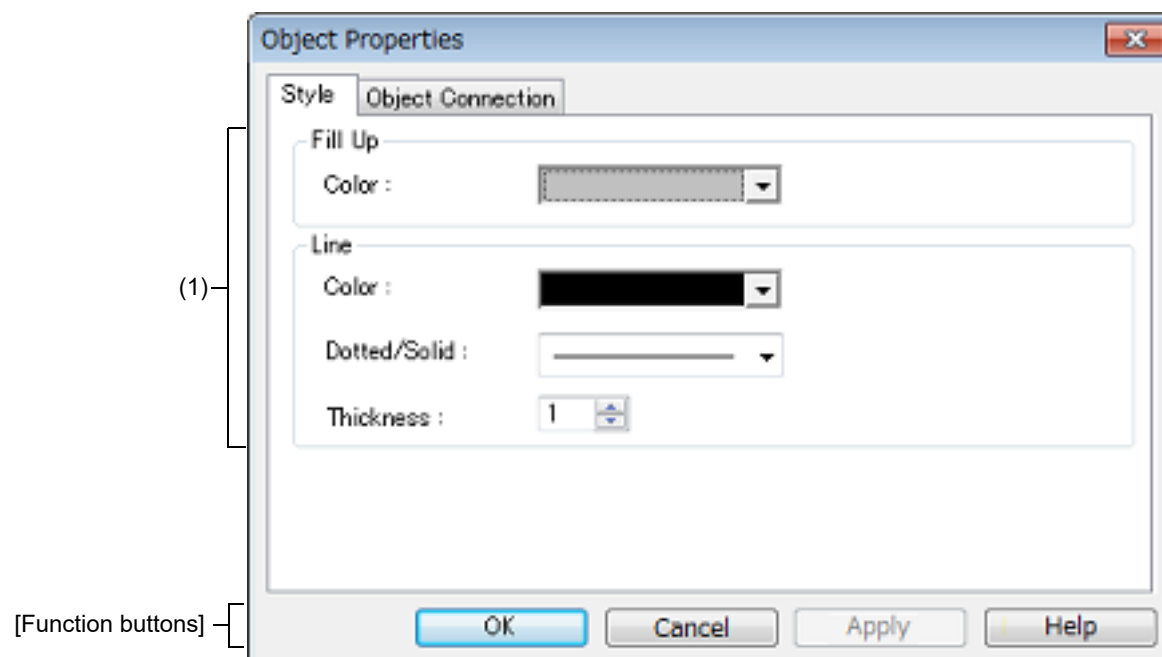 Object Properties
Style Object Connection
Fill Up
Color :
Line
(1)
Color :
Dotted/Solid :
Thickness : 1
[Function buttons] OK Cancel Apply Help